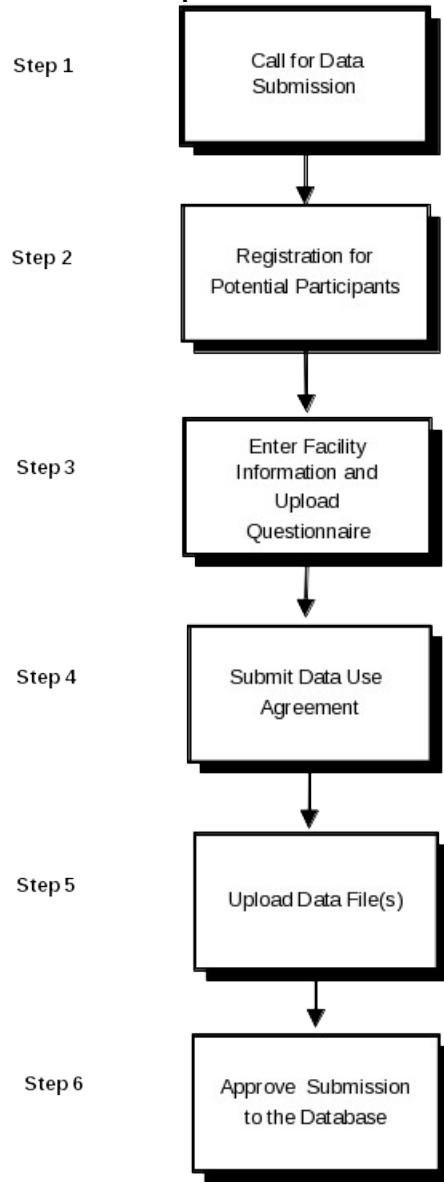 Step 1
Call for Data
Submission
Step 2
Registration for
Potential Participants
Step 3
Enter Facility
Information and
Upload
Questionnaire
Step 4
Submit Data Use
Agreement
Step 5
Upload Data File(s)
Step 6
Approve Submission
to the Database